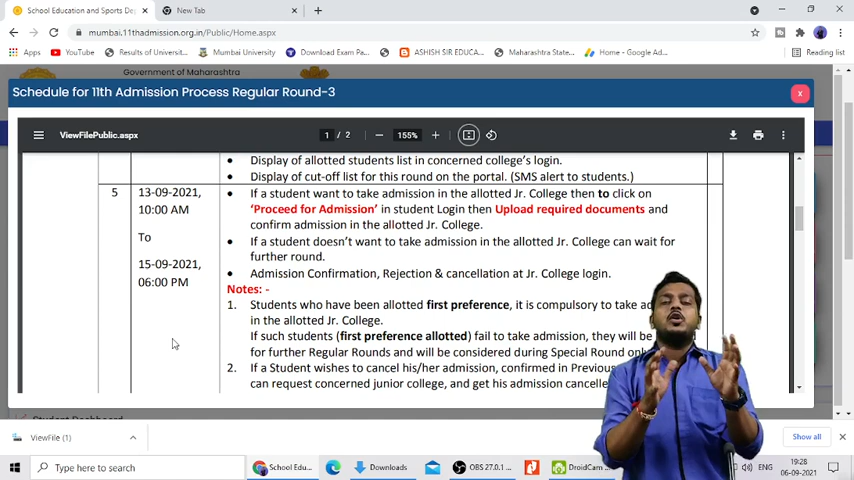 School Education and Sports De
New Tab
mumbai.11thadmission.org.in/Public/Home.aspx
Apps
YouTube
Results of Universit...
Mumbai University
Download Exam Pa...
ASHISH SIR EDUCA...
Maharashtra State...
Home - Google Ad...
Reading list
Government of Maharashtra
Schedule for 11th Admission Process Regular Round-3
x
ViewFilePublic.aspx
1 / 2
155%
• Display of allotted students list in concerned college's login.
• Display of cut-off list for this round on the portal. (SMS alert to students.)
5
13-09-2021,
10:00 AM
To
15-09-2021,
06:00 PM
• If a student want to take admission in the allotted Jr. College then to click on
'Proceed for Admission' in student Login then Upload required documents and
confirm admission in the allotted Jr. College.
• If a student doesn't want to take admission in the allotted Jr. College can wait for
further round.
• Admission Confirmation, Rejection & cancellation at Jr. College login.
Notes: -
1. Students who have been allotted first preference, it is compulsory to take ad
in the allotted Jr. College.
If such students (first preference allotted) fail to take admission, they will be
for further Regular Rounds and will be considered during Special Round
2. If a Student wishes to cancel his/her admission, confirmed in Previous
can request concerned junior college, and get his admission
ViewFile (1)
Show all
Type here to search
School Educ...
Downloads
OBS 27.0.1 ...
DroidCam
ENG
19:28
06-09-2021